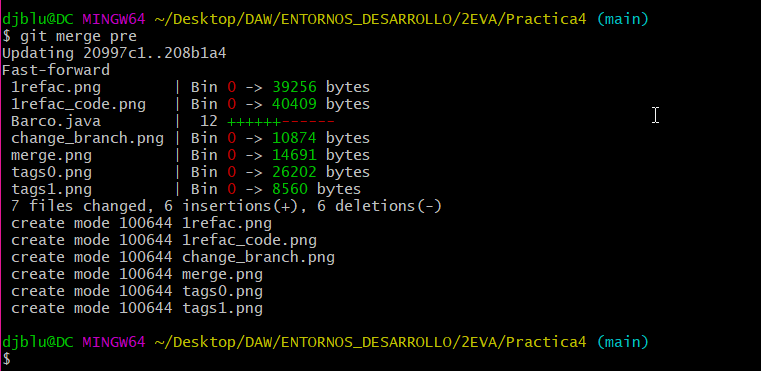 djblu@DC MINGW64 ~/Desktop/DAW/ENTORNOS_DESARROLLO/2EVA/Practica4 (main)
$ git merge pre
Updating 20997c1..208b1a4
Fast-forward
 1refac.png        | Bin 0 -> 39256 bytes
 1refac_code.png   | Bin 0 -> 40409 bytes
 Barco.java        |  12 ++++++------
 change_branch.png | Bin 0 -> 10874 bytes
 merge.png         | Bin 0 -> 14691 bytes
 tags0.png         | Bin 0 -> 26202 bytes
 tags1.png         | Bin 0 -> 8560 bytes
 7 files changed, 6 insertions(+), 6 deletions(-)
 create mode 100644 1refac.png
 create mode 100644 1refac_code.png
 create mode 100644 change_branch.png
 create mode 100644 merge.png
 create mode 100644 tags0.png
 create mode 100644 tags1.png
djblu@DC MINGW64 ~/Desktop/DAW/ENTORNOS_DESARROLLO/2EVA/Practica4 (main)
$